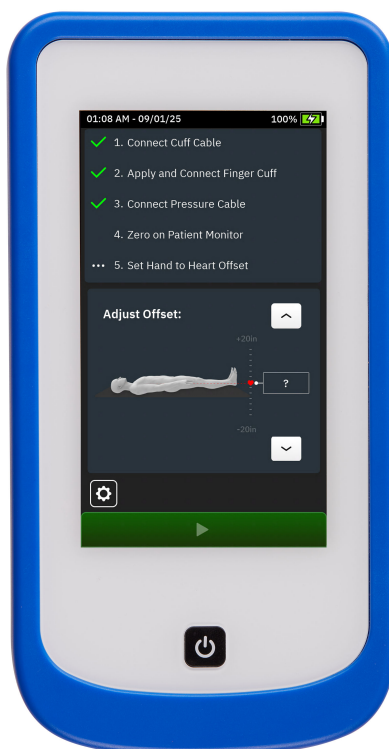 01:08 AM - 09/01/25 100%
1. Connect Cuff Cable
2. Apply and Connect Finger Cuff
3. Connect Pressure Cable
4. Zero on Patient Monitor
5. Set Hand to Heart Offset
Adjust Offset:
+20in
?
-20in